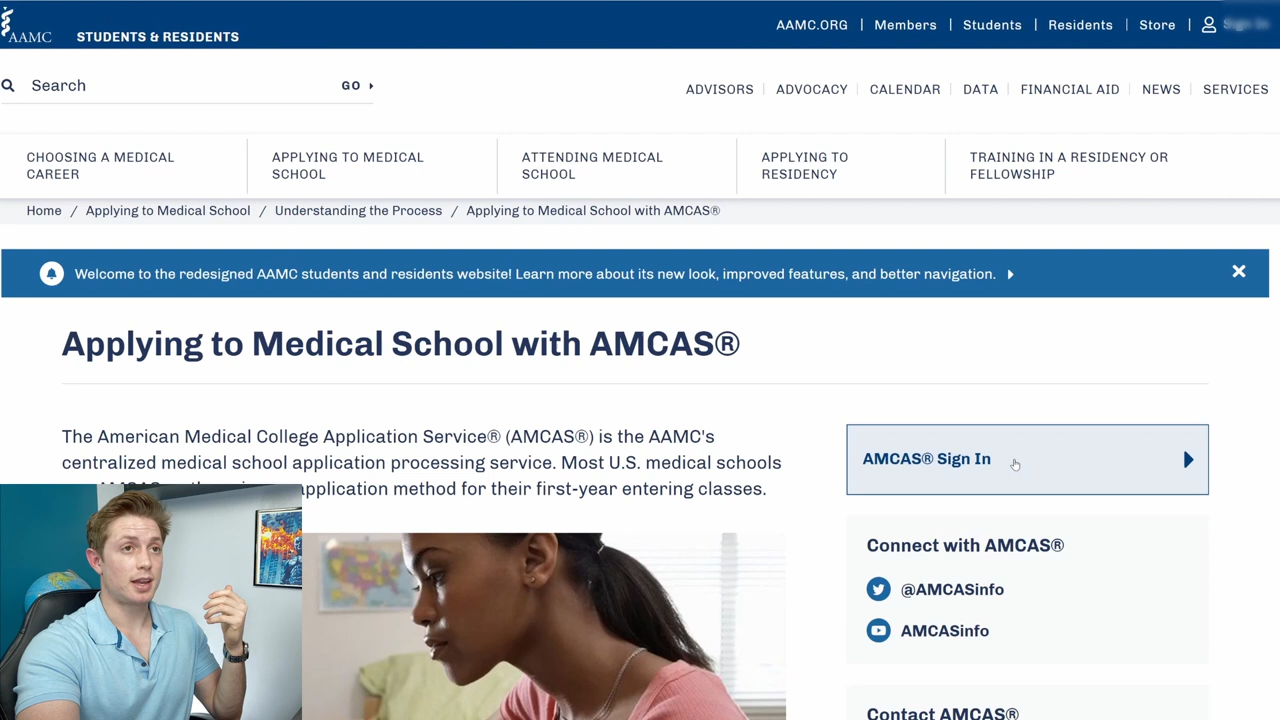 AAMC
STUDENTS & RESIDENTS
AAMC.ORG | Members | Students | Residents | Store | Sign In
Search
GO
ADVISORS
ADVOCACY
CALENDAR
DATA
FINANCIAL AID
NEWS
SERVICES
CHOOSING A MEDICAL
CAREER
APPLYING TO MEDICAL
SCHOOL
ATTENDING MEDICAL
SCHOOL
APPLYING TO
RESIDENCY
TRAINING IN A RESIDENCY OR
FELLOWSHIP
Home / Applying to Medical School / Understanding the Process / Applying to Medical School with AMCAS®
Welcome to the redesigned AAMC students and residents website! Learn more about its new look, improved features, and better navigation.
Applying to Medical School with AMCAS®
The American Medical College Application Service® (AMCAS®) is the AAMC's
centralized medical school application processing service. Most U.S. medical schools
application method for their first-year entering classes.
AMCAS® Sign In
Connect with AMCAS®
@AMCASinfo
AMCASinfo
Contact AMCAS®